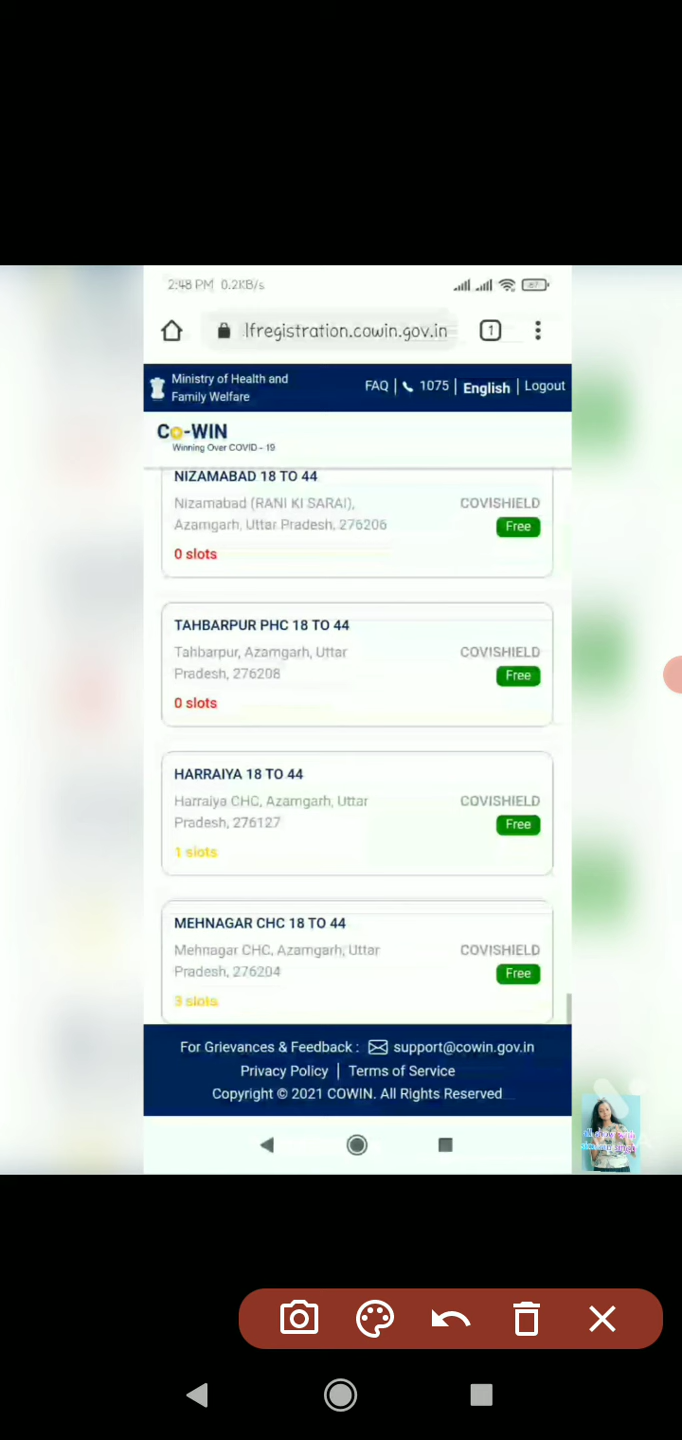 2:48 PM 0.2KB/s
lfregistration.cowin.gov.in
1
Ministry of Health and
Family Welfare
FAQ | 1075 | English | Logout
Co-WIN
Winning Over COVID - 19
NIZAMABAD 18 TO 44
Nizamabad (RANI KI SARAI), COVISHIELD
Azamgarh, Uttar Pradesh, 276206 Free
0 slots
TAHBARPUR PHC 18 TO 44
Tahbarpur, Azamgarh, Uttar COVISHIELD
Pradesh, 276208 Free
0 slots
HARRAIYA 18 TO 44
Harraiya CHC, Azamgarh, Uttar COVISHIELD
Pradesh, 276127 Free
1 slots
MEHNAGAR CHC 18 TO 44
Mehnagar CHC, Azamgarh, Uttar COVISHIELD
Pradesh, 276204 Free
3 slots
For Grievances & Feedback : support@cowin.gov.in
Privacy Policy | Terms of Service
Copyright © 2021 COWIN. All Rights Reserved